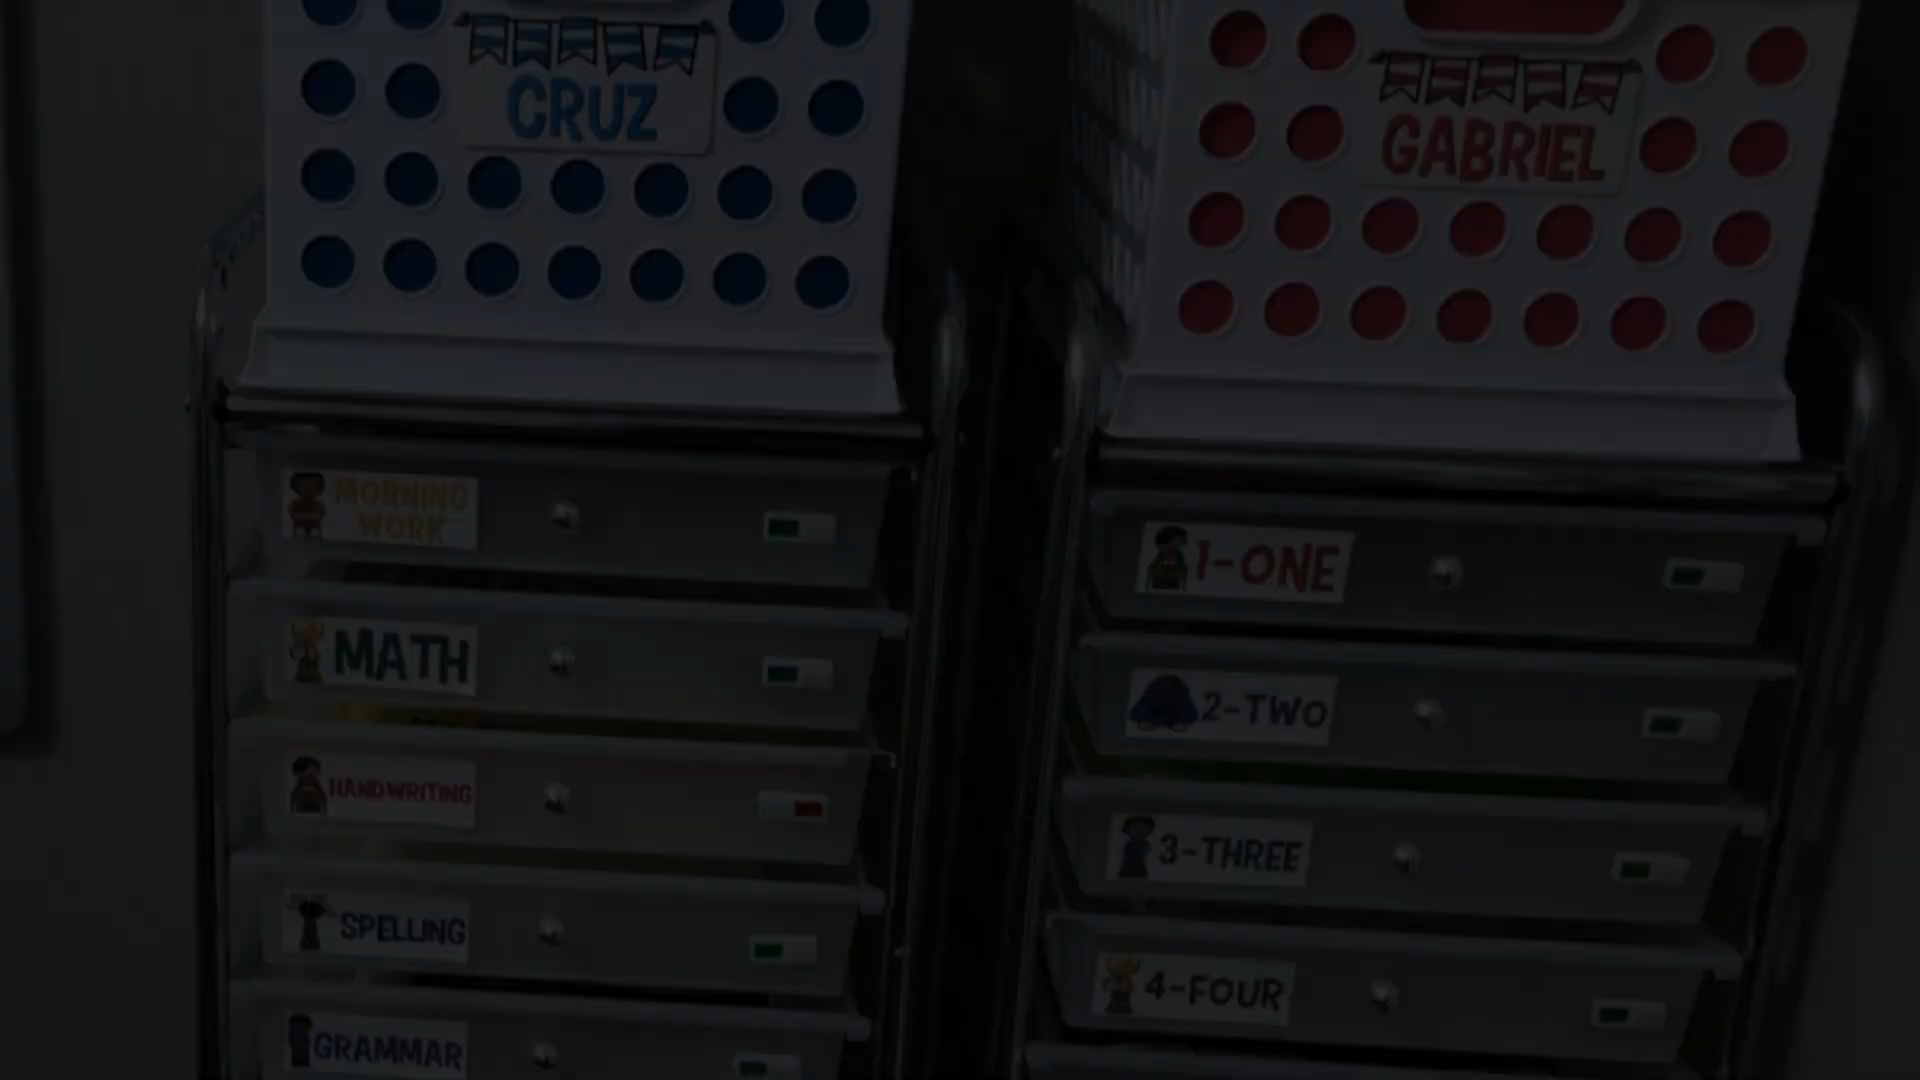 CRUZ
MORNING
WORK
MATH
HANDWRITING
SPELLING
GRAMMAR
GABRIEL
1-ONE
2-TWO
3-THREE
4-FOUR